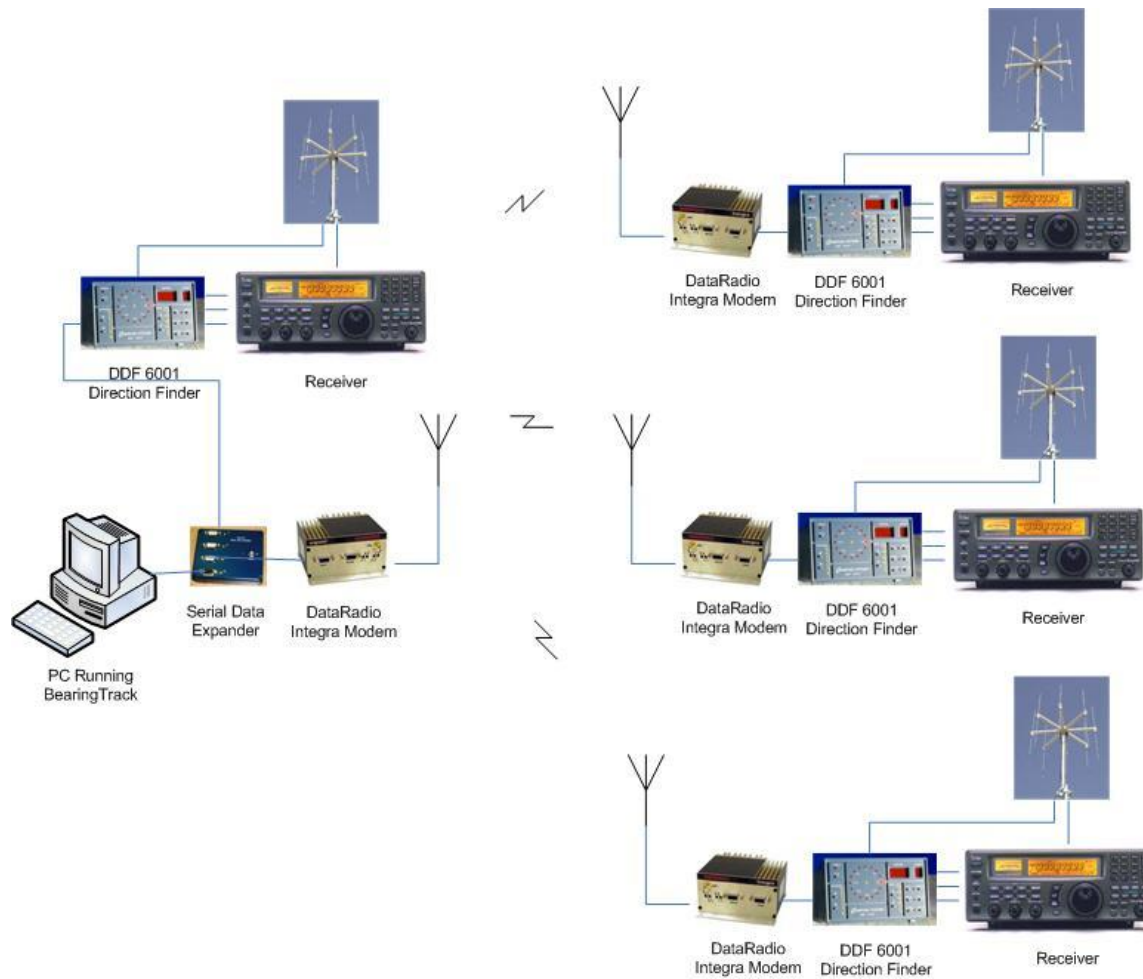 DataRadio
Integra Modem
DDF 6001
Direction Finder
Receiver
DDF 6001
Direction Finder
Receiver
DataRadio
Integra Modem
DDF 6001
Direction Finder
Receiver
Serial Data
Expander
DataRadio
Integra Modem
PC Running
BearingTrack
DataRadio
Integra Modem
DDF 6001
Direction Finder
Receiver